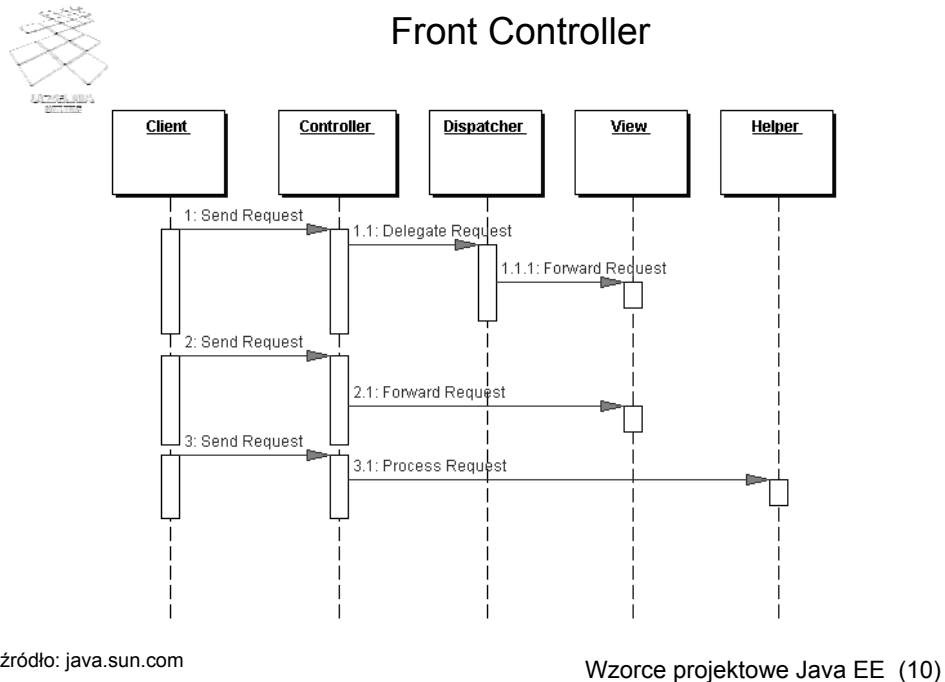 Front Controller
Client
Controller
Dispatcher
View
Helper
1: Send Request
1.1: Delegate Request
1.1.1: Forward Request
2: Send Request
2.1: Forward Request
3: Send Request
3.1: Process Request
źródło: java.sun.com
Wzorce projektowe Java EE (10)